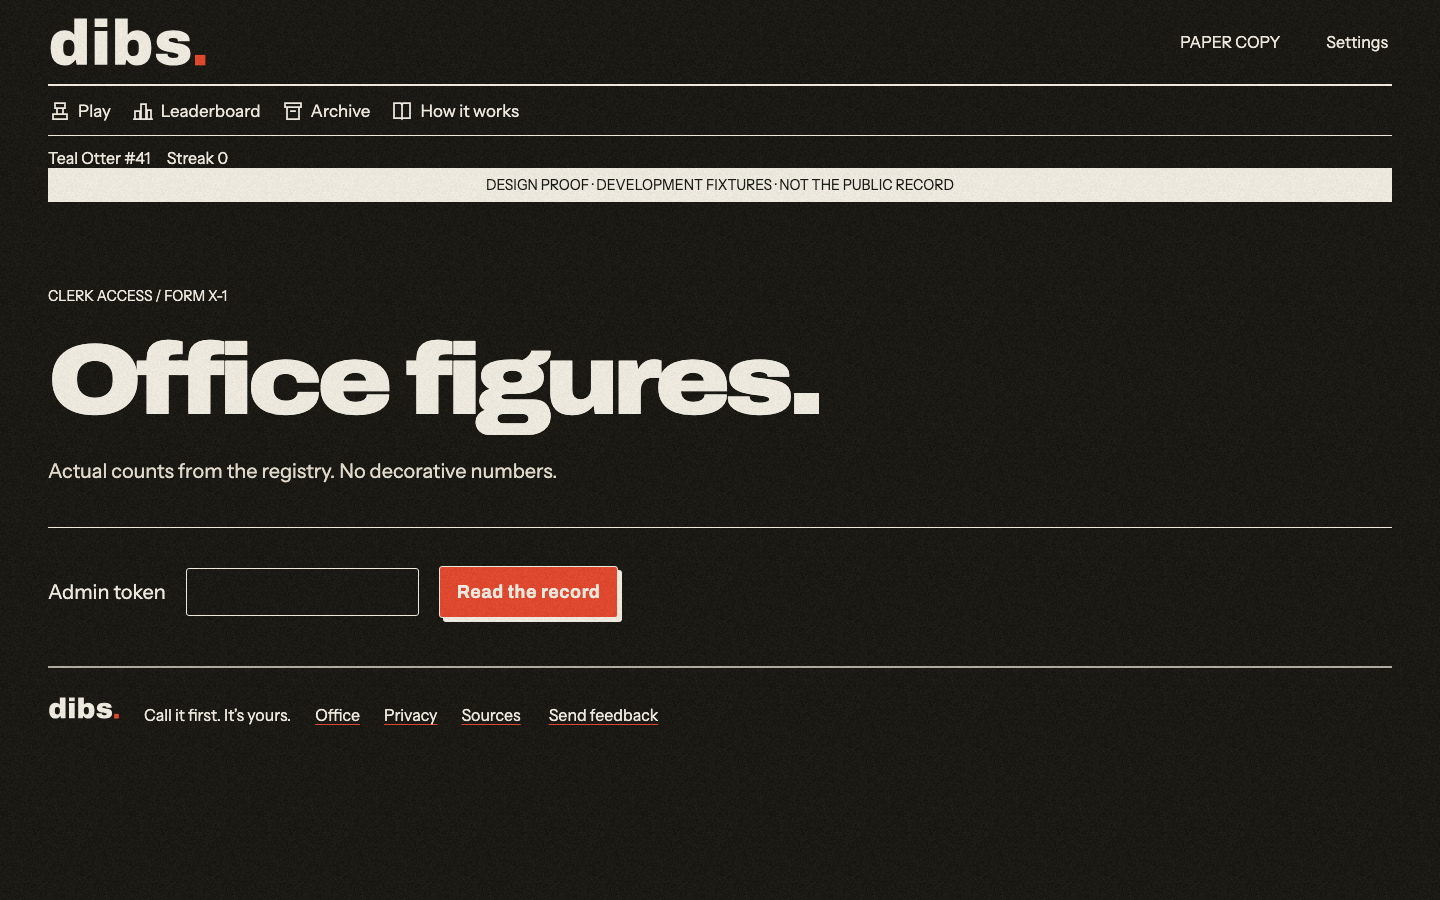 dibs.
PAPER COPY Settings
Play Leaderboard Archive How it works
Teal Otter #41 Streak 0
DESIGN PROOF · DEVELOPMENT FIXTURES · NOT THE PUBLIC RECORD
CLERK ACCESS / FORM X-1
Office figures.
Actual counts from the registry. No decorative numbers.
Admin token Read the record
dibs. Call it first. It's yours. Office Privacy Sources Send feedback